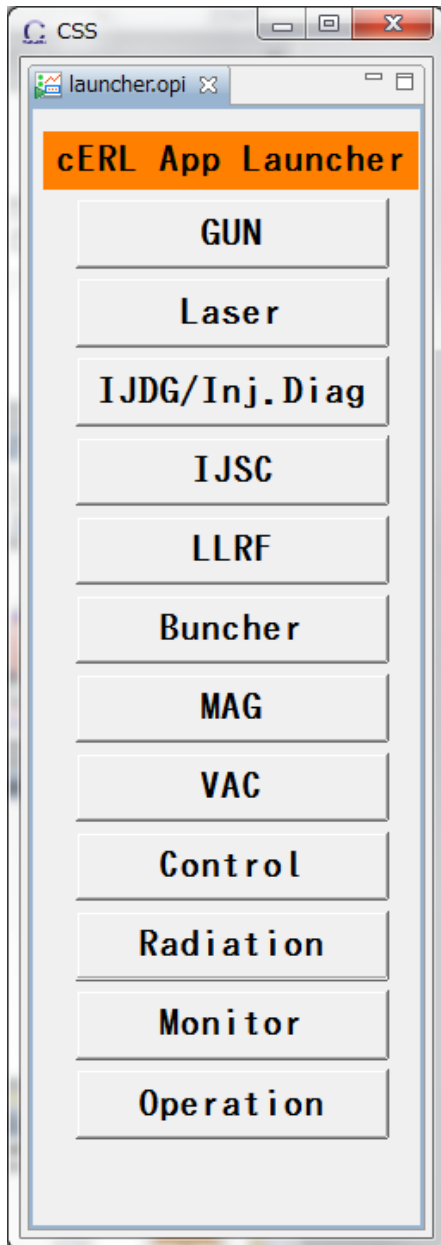 CSS
launcher.opi
cERL App Launcher
GUN
Laser
IJDG/Inj.Diag
IJSC
LLRF
Buncher
MAG
VAC
Control
Radiation
Monitor
Operation